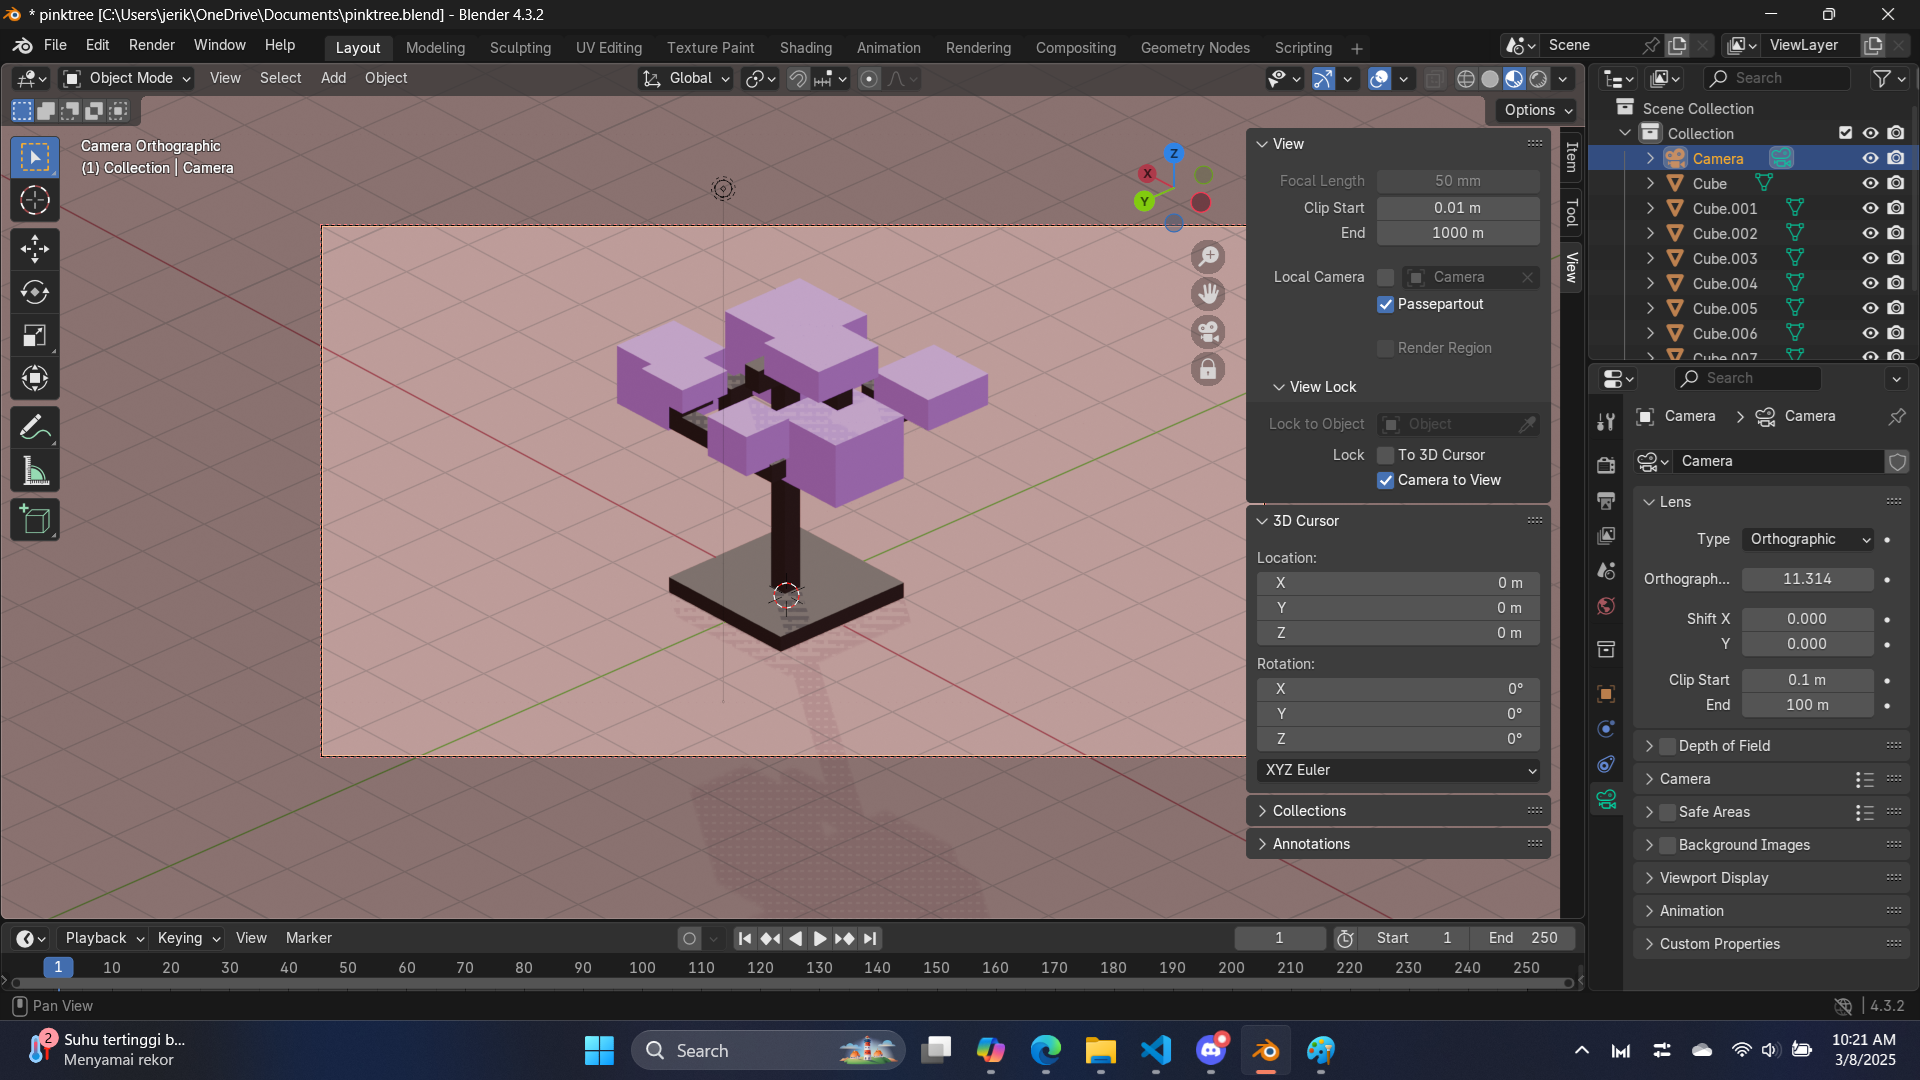 * pinktree [C:\Users\jerik\OneDrive\Documents\pinktree.blend] - Blender 4.3.2
File Edit Render Window Help
Layout Modeling Sculpting UV Editing Texture Paint Shading Animation Rendering Compositing Geometry Nodes Scripting +
Scene
ViewLayer
Object Mode View Select Add Object
Global
Options
Search
Camera Orthographic
(1) Collection | Camera
Z
X
Y
View
Focal Length 50 mm
Clip Start 0.01 m
End 1000 m
Local Camera Camera
Passepartout
Render Region
View Lock
Lock to Object Object
Lock To 3D Cursor
Camera to View
3D Cursor
Location:
X 0 m
Y 0 m
Z 0 m
Rotation:
X 0°
Y 0°
Z 0°
XYZ Euler
Collections
Annotations
Item
Tool
View
Scene Collection
Collection
Camera
Cube
Cube.001
Cube.002
Cube.003
Cube.004
Cube.005
Cube.006
Cube.007
Search
Camera Camera
Camera
Lens
Type Orthographic
Orthograph... 11.314
Shift X 0.000
Y 0.000
Clip Start 0.1 m
End 100 m
Depth of Field
Camera
Safe Areas
Background Images
Viewport Display
Animation
Custom Properties
Playback Keying View Marker
1
Start 1 End 250
1 10 20 30 40 50 60 70 80 90 100 110 120 130 140 150 160 170 180 190 200 210 220 230 240 250
Pan View
4.3.2
2
Suhu tertinggi b...
Menyamai rekor
Search
10:21 AM
3/8/2025